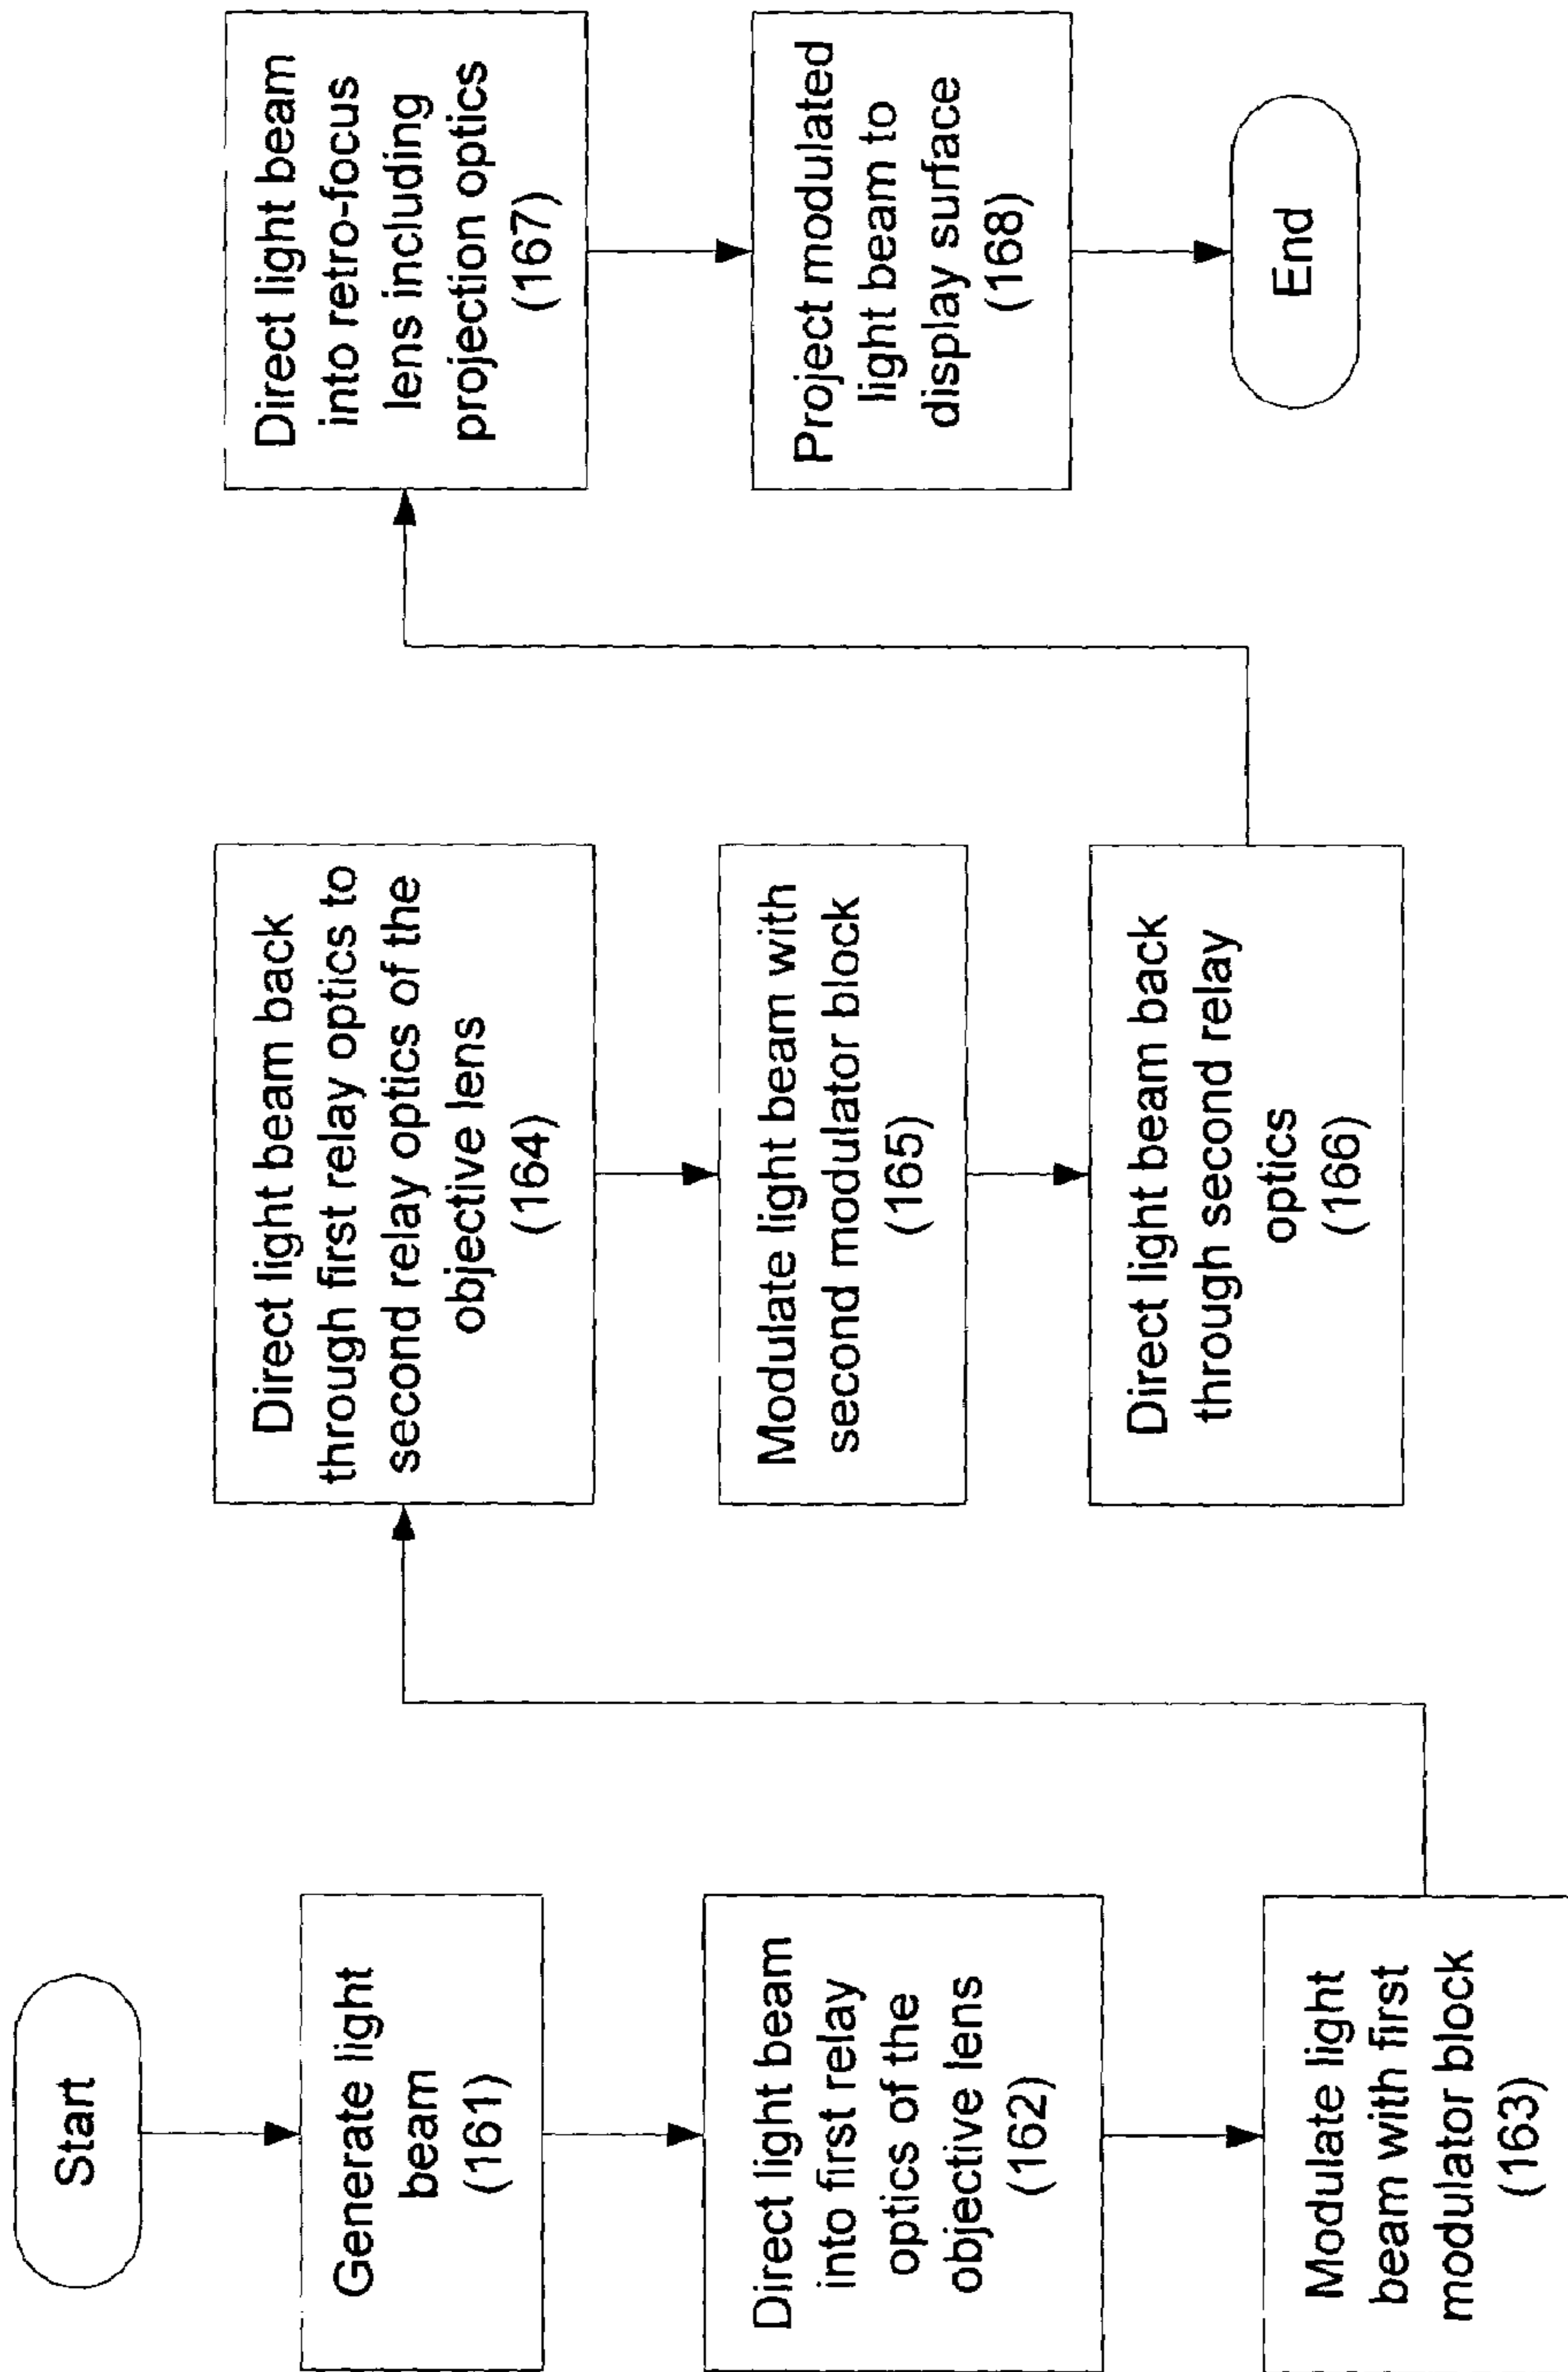 Start
Generate light
beam
(161)
Direct light beam
into first relay
optics of the
objective lens
(162)
Modulate light
beam with first
modulator block
(163)
Direct light beam back
through first relay optics to
second relay optics of the
objective lens
(164)
Modulate light beam with
second modulator block
(165)
Direct light beam back
through second relay
optics
(166)
Direct light beam
into retro-focus
lens including
projection optics
(167)
Project modulated
light beam to
display surface
(168)
End